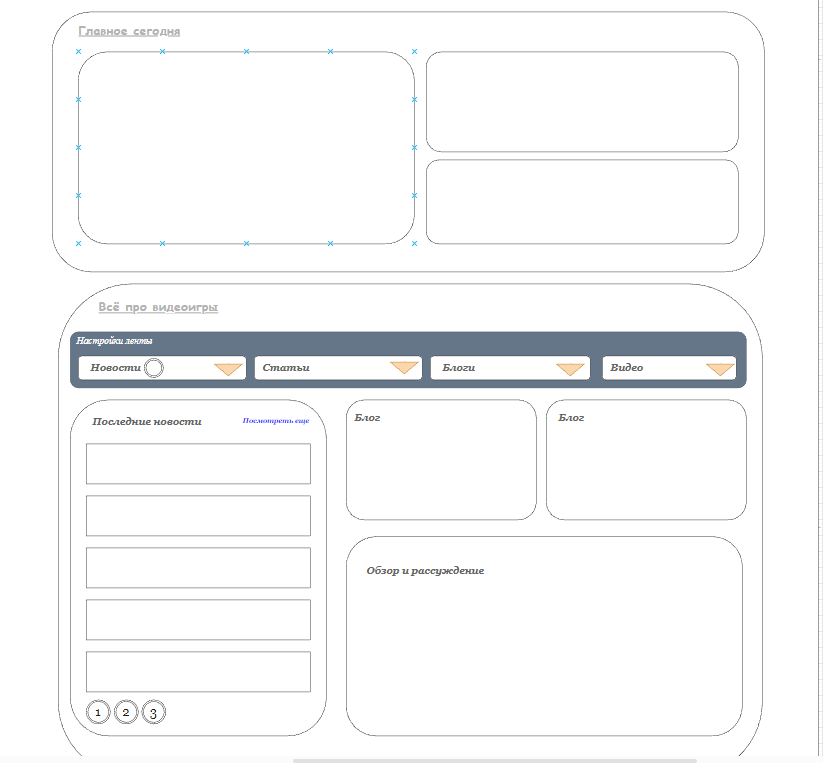 Главное сегодня
Всё про видеоигры
Настройки ленты
Новости
Статьи
Блоги
Видео
Последние новости
Посмотреть еще
Блог
Блог
Обзор и рассуждение
1
2
3